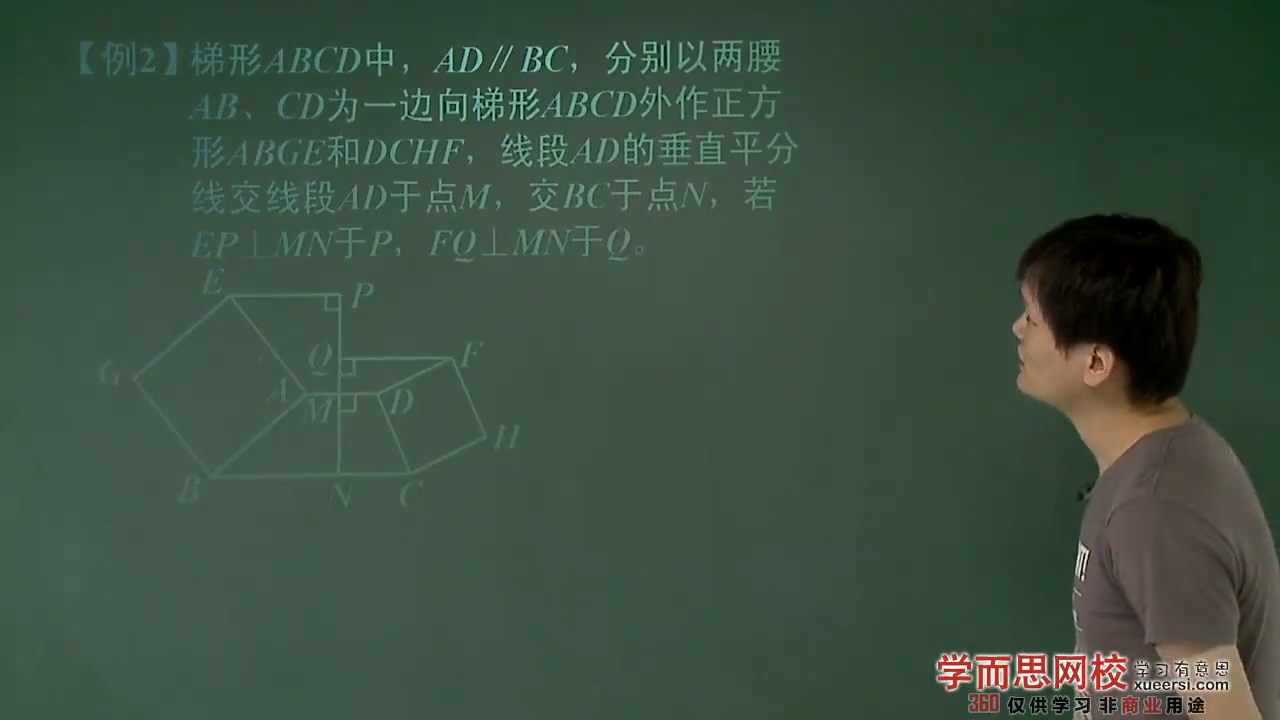 【例2】梯形ABCD中，AD∥BC，分别以两腰
AB、CD为一边向梯形ABCD外作正方
形ABGE和DCHF，线段AD的垂直平分
线交线段AD于点M，交BC于点N，若
EP⊥MN于P，FQ⊥MN于Q。
E
P
Q
F
G
A
M
D
H
B
N
C
学而思网校 学习有意思
xueersi.com
360 仅供学习 非商业用途